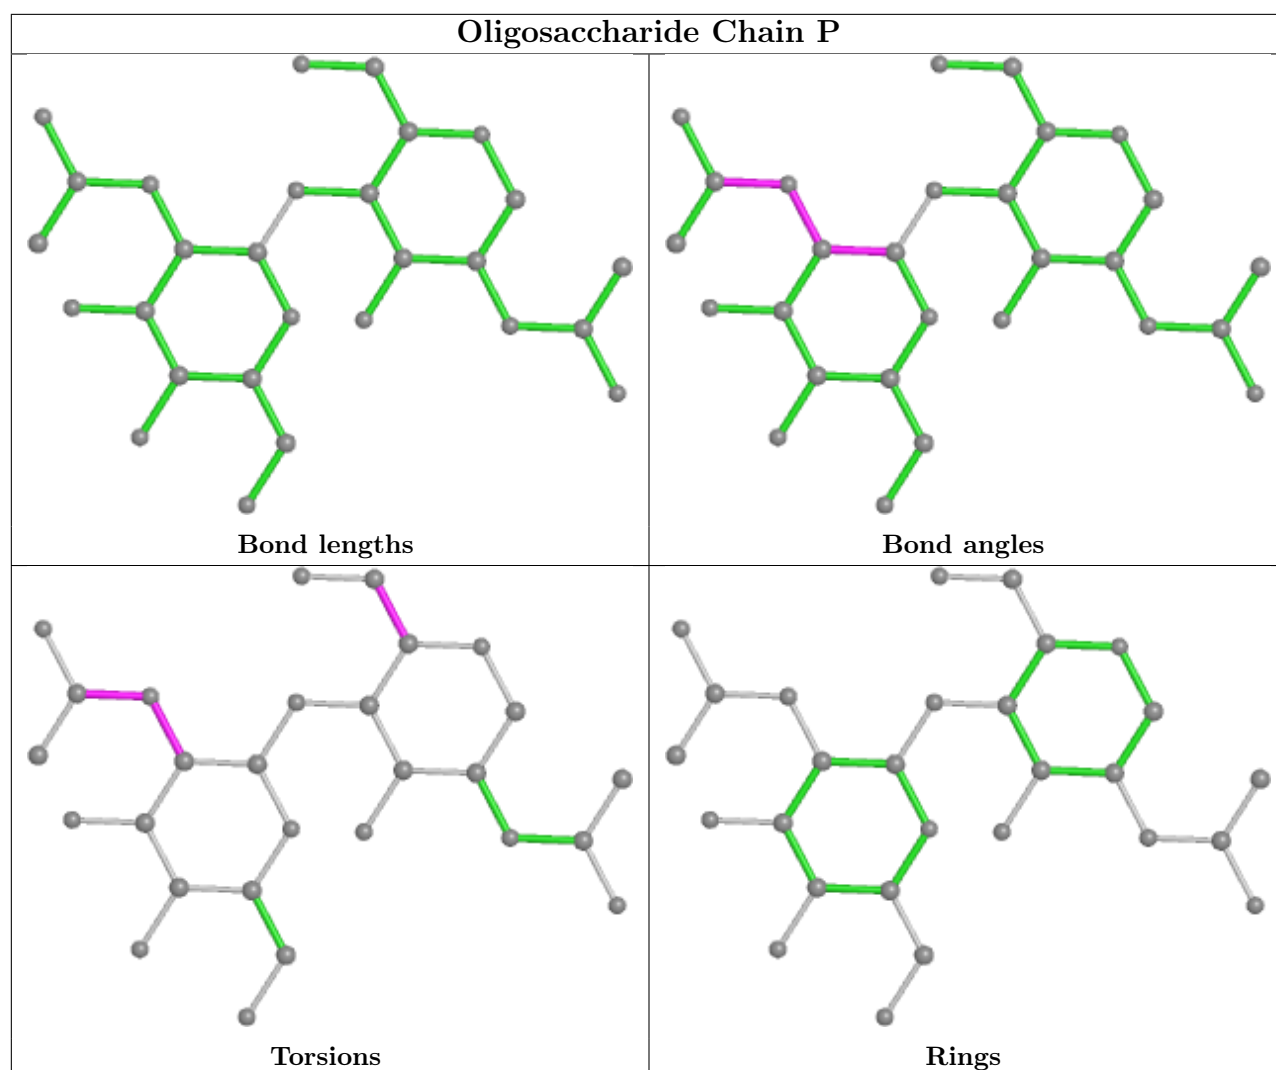 Oligosaccharide Chain P
Bond lengths
Bond angles
Torsions
Rings